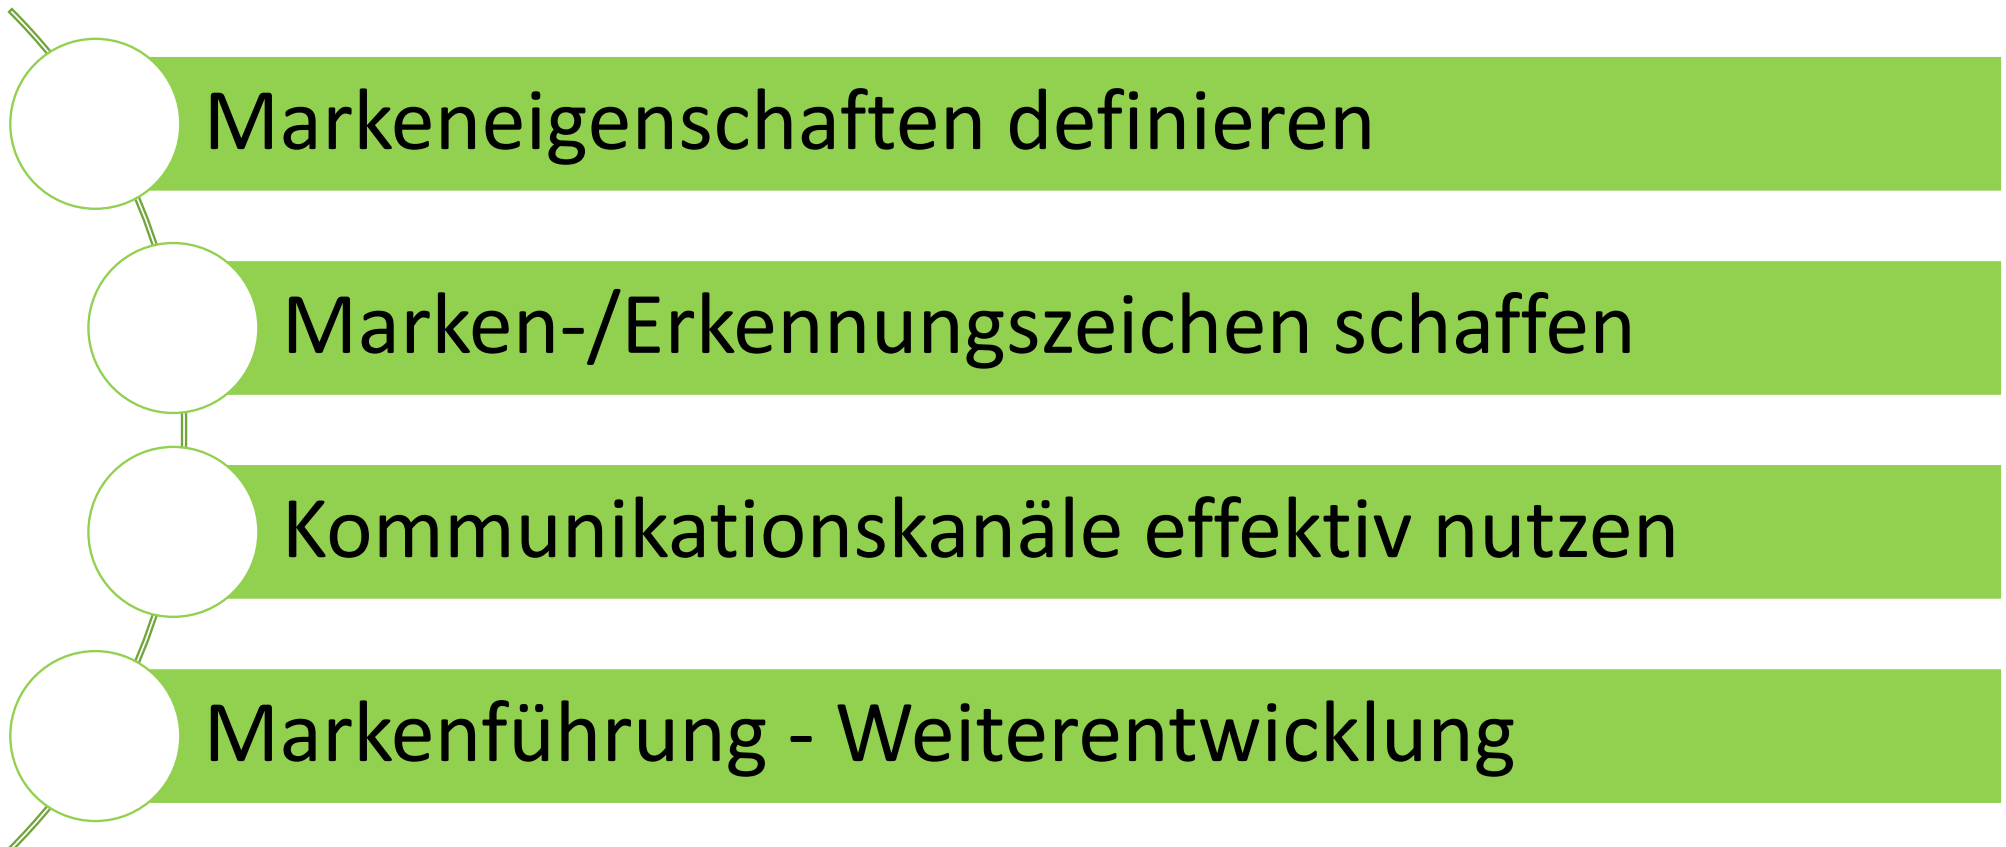 Markeneigenschaften definieren
Marken-/Erkennungszeichen schaffen
Kommunikationskanäle effektiv nutzen
Markenführung - Weiterentwicklung